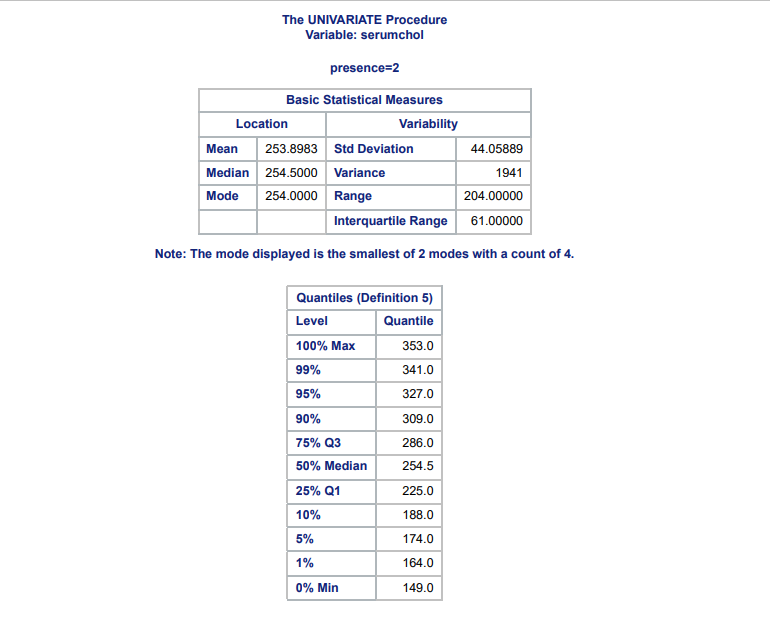 The UNIVARIATE Procedure
Variable: serumchol
presence=2
Basic Statistical Measures
Location Variability
Mean 253.8983 Std Deviation 44.05889
Median 254.5000 Variance 1941
Mode 254.0000 Range 204.00000
Interquartile Range 61.00000
Note: The mode displayed is the smallest of 2 modes with a count of 4.
Quantiles (Definition 5)
Level Quantile
100% Max 353.0
99% 341.0
95% 327.0
90% 309.0
75% Q3 286.0
50% Median 254.5
25% Q1 225.0
10% 188.0
5% 174.0
1% 164.0
0% Min 149.0